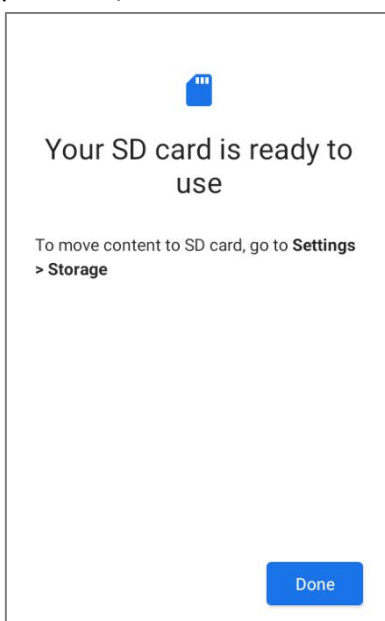 Your SD card is ready to
use
To move content to SD card, go to Settings
> Storage
Done